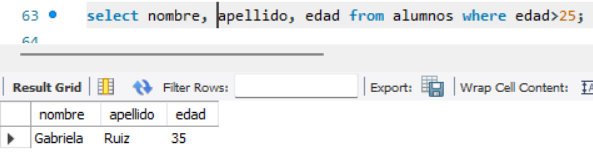 63 select nombre, apellido, edad from alumnos where edad>25;
64
Result Grid Filter Rows: Export: Wrap Cell Content:
nombre apellido edad
Gabriela Ruiz 35